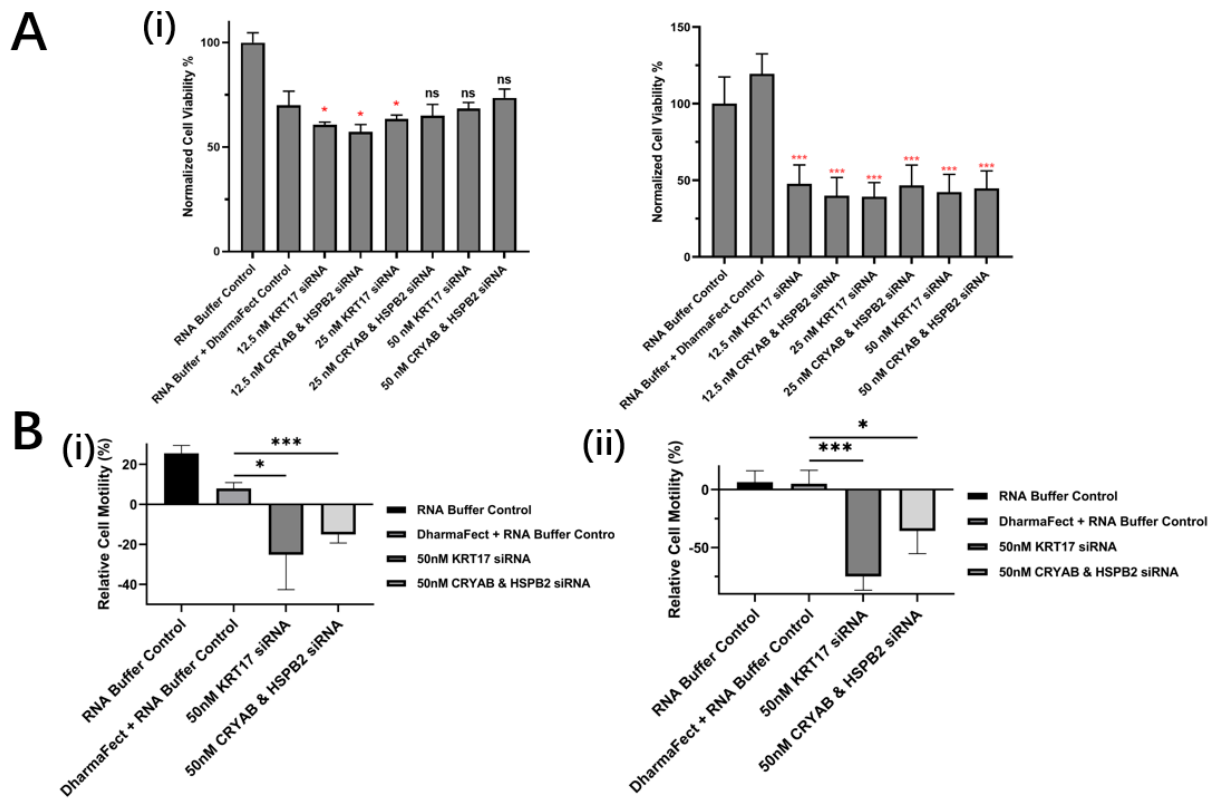 A
(i)
Normalized Cell Viability %
100
50
0
* * * ns ns ns
RNA Buffer Control
RNA Buffer + DharmaFect Control
12.5 nM KRT17 siRNA
12.5 nM CRYAB & HSPB2 siRNA
25 nM KRT17 siRNA
25 nM CRYAB & HSPB2 siRNA
50 nM KRT17 siRNA
50 nM CRYAB & HSPB2 siRNA
Normalized Cell Viability %
150
100
50
0
*** *** *** *** *** ***
RNA Buffer Control
RNA Buffer + DharmaFect Control
12.5 nM KRT17 siRNA
12.5 nM CRYAB & HSPB2 siRNA
25 nM KRT17 siRNA
25 nM CRYAB & HSPB2 siRNA
50 nM KRT17 siRNA
50 nM CRYAB & HSPB2 siRNA
B
(i)
Relative Cell Motility (%)
20
0
-20
-40
***
*
RNA Buffer Control
DharmaFect + RNA Buffer Control
50nM KRT17 siRNA
50nM CRYAB & HSPB2 siRNA
RNA Buffer Control
DharmaFect + RNA Buffer Contro
50nM KRT17 siRNA
50nM CRYAB & HSPB2 siRNA
(ii)
Relative Cell Motility (%)
0
-50
*
***
RNA Buffer Control
DharmaFect + RNA Buffer Control
50nM KRT17 siRNA
50nM CRYAB & HSPB2 siRNA
RNA Buffer Control
DharmaFect + RNA Buffer Control
50nM KRT17 siRNA
50nM CRYAB & HSPB2 siRNA